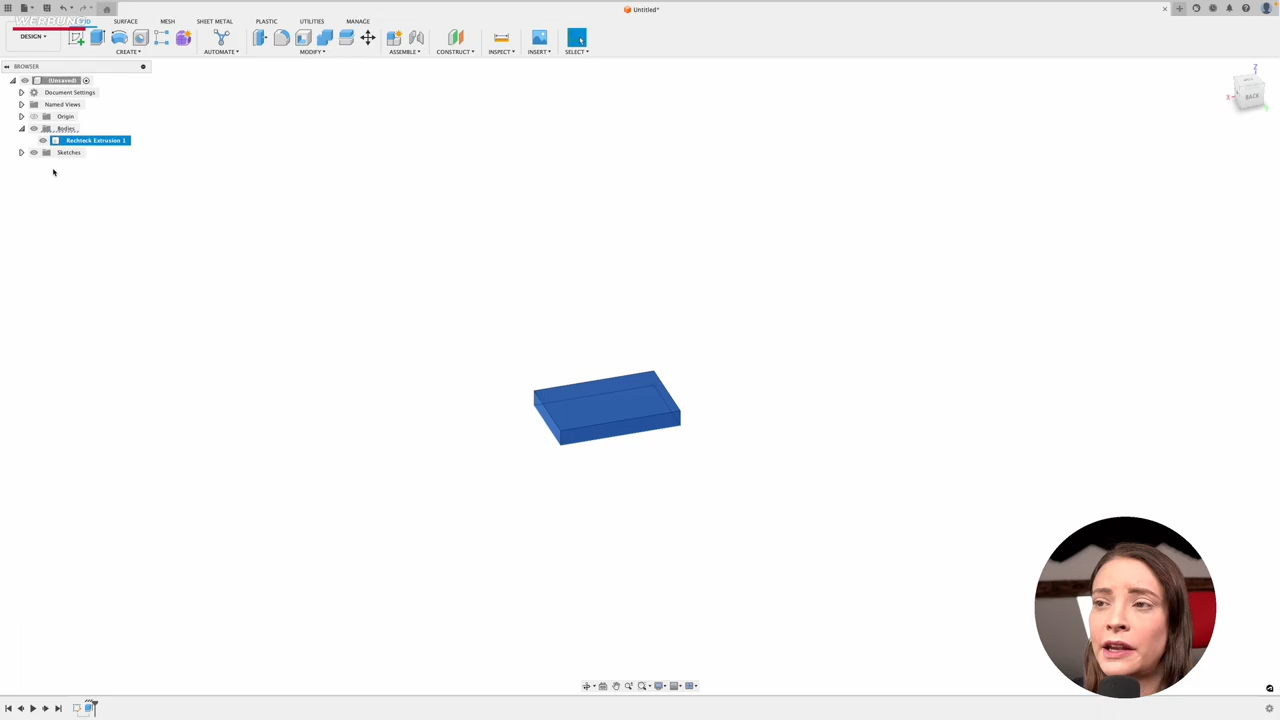 Untitled*
WERBUNG
SURFACE
MESH
SHEET METAL
PLASTIC
UTILITIES
MANAGE
DESIGN
CREATE
AUTOMATE
MODIFY
ASSEMBLE
CONSTRUCT
INSPECT
INSERT
SELECT
BROWSER
(Unsaved)
Document Settings
Named Views
Origin
Bodies
Rechteck Extrusion 1
Sketches
Z
X
BACK